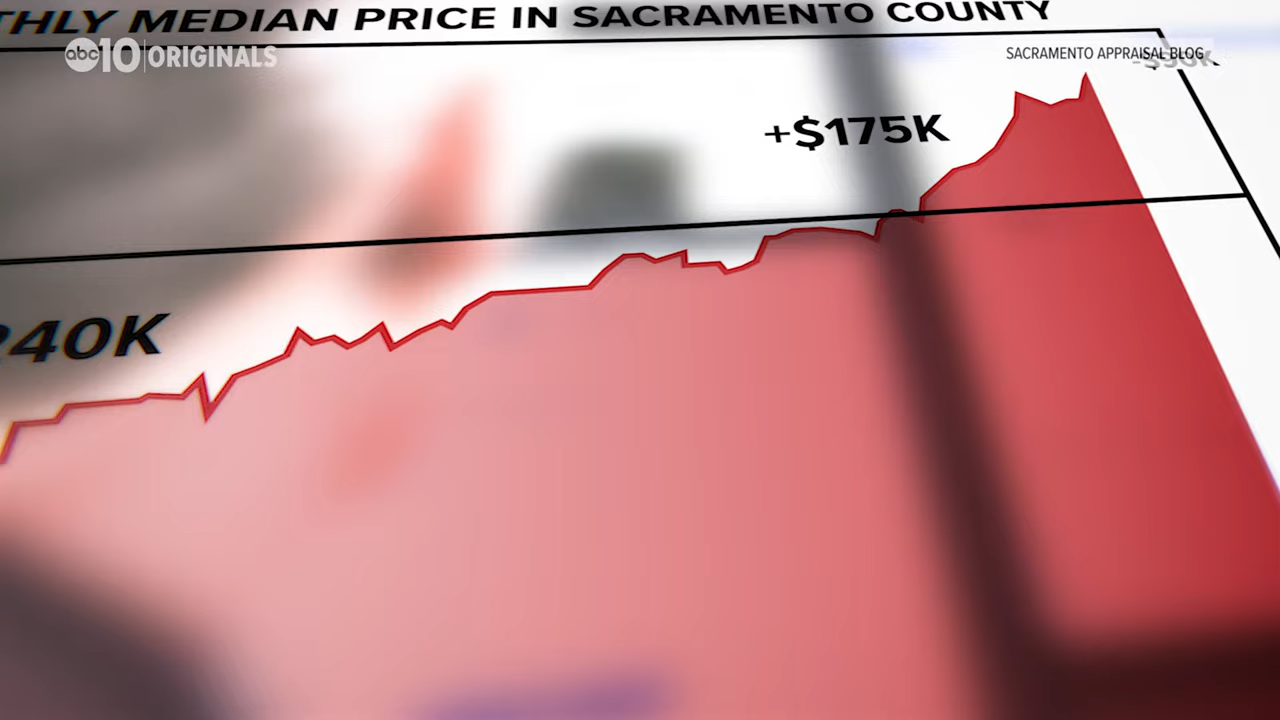 THLY MEDIAN PRICE IN SACRAMENTO COUNTY
abc10 ORIGINALS
SACRAMENTO APPRAISAL BLOG
+$175K
40K